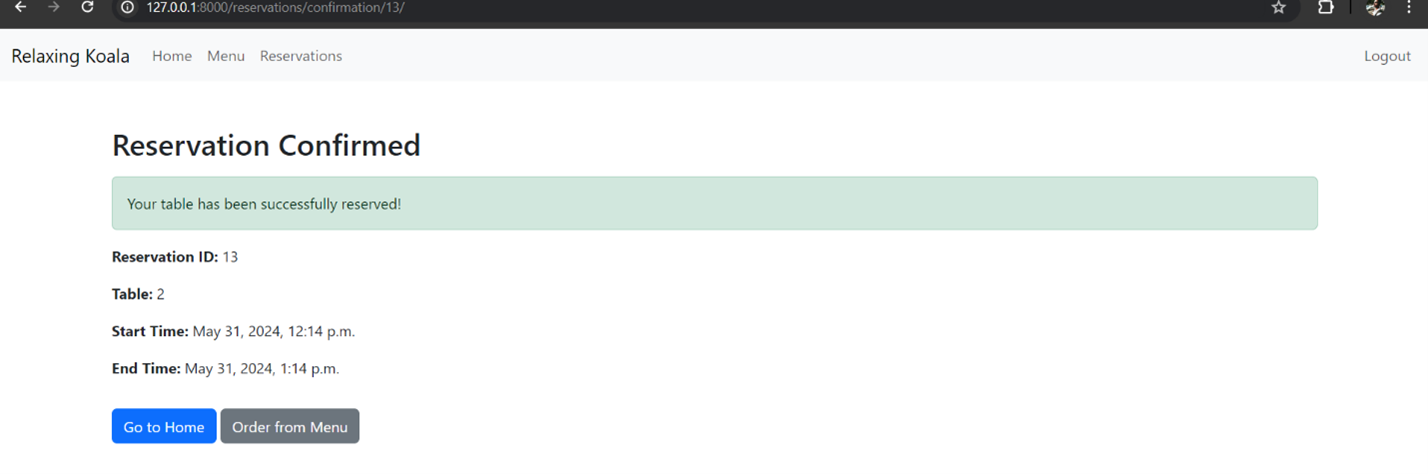 127.0.0.1:8000/reservations/confirmation/13/
Relaxing Koala Home Menu Reservations Logout
Reservation Confirmed
Your table has been successfully reserved!
Reservation ID: 13
Table: 2
Start Time: May 31, 2024, 12:14 p.m.
End Time: May 31, 2024, 1:14 p.m.
Go to Home Order from Menu